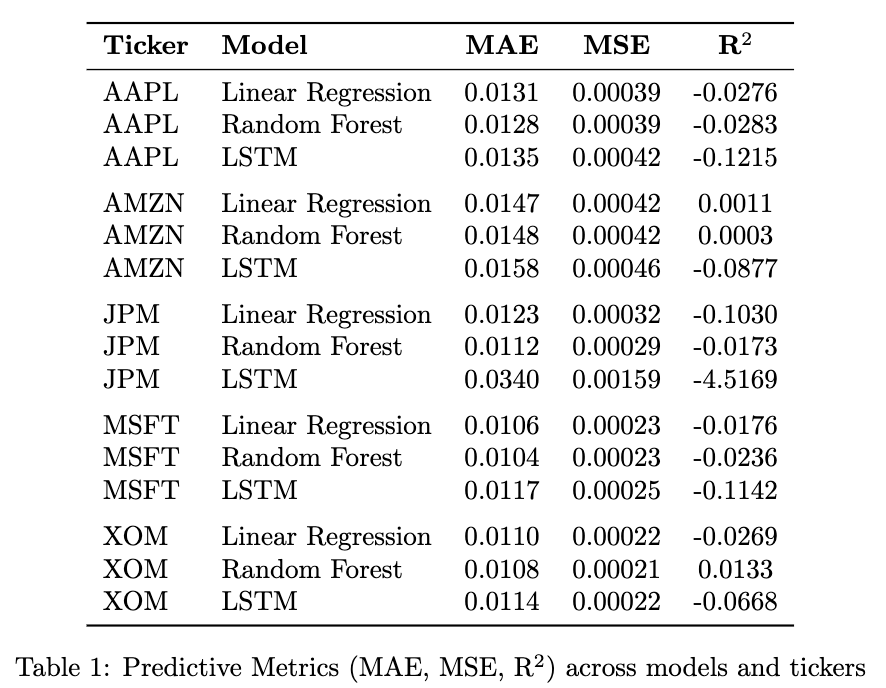 Ticker Model MAE MSE R²
AAPL Linear Regression 0.0131 0.00039 -0.0276
AAPL Random Forest 0.0128 0.00039 -0.0283
AAPL LSTM 0.0135 0.00042 -0.1215
AMZN Linear Regression 0.0147 0.00042 0.0011
AMZN Random Forest 0.0148 0.00042 0.0003
AMZN LSTM 0.0158 0.00046 -0.0877
JPM Linear Regression 0.0123 0.00032 -0.1030
JPM Random Forest 0.0112 0.00029 -0.0173
JPM LSTM 0.0340 0.00159 -4.5169
MSFT Linear Regression 0.0106 0.00023 -0.0176
MSFT Random Forest 0.0104 0.00023 -0.0236
MSFT LSTM 0.0117 0.00025 -0.1142
XOM Linear Regression 0.0110 0.00022 -0.0269
XOM Random Forest 0.0108 0.00021 0.0133
XOM LSTM 0.0114 0.00022 -0.0668
Table 1: Predictive Metrics (MAE, MSE, R²) across models and tickers